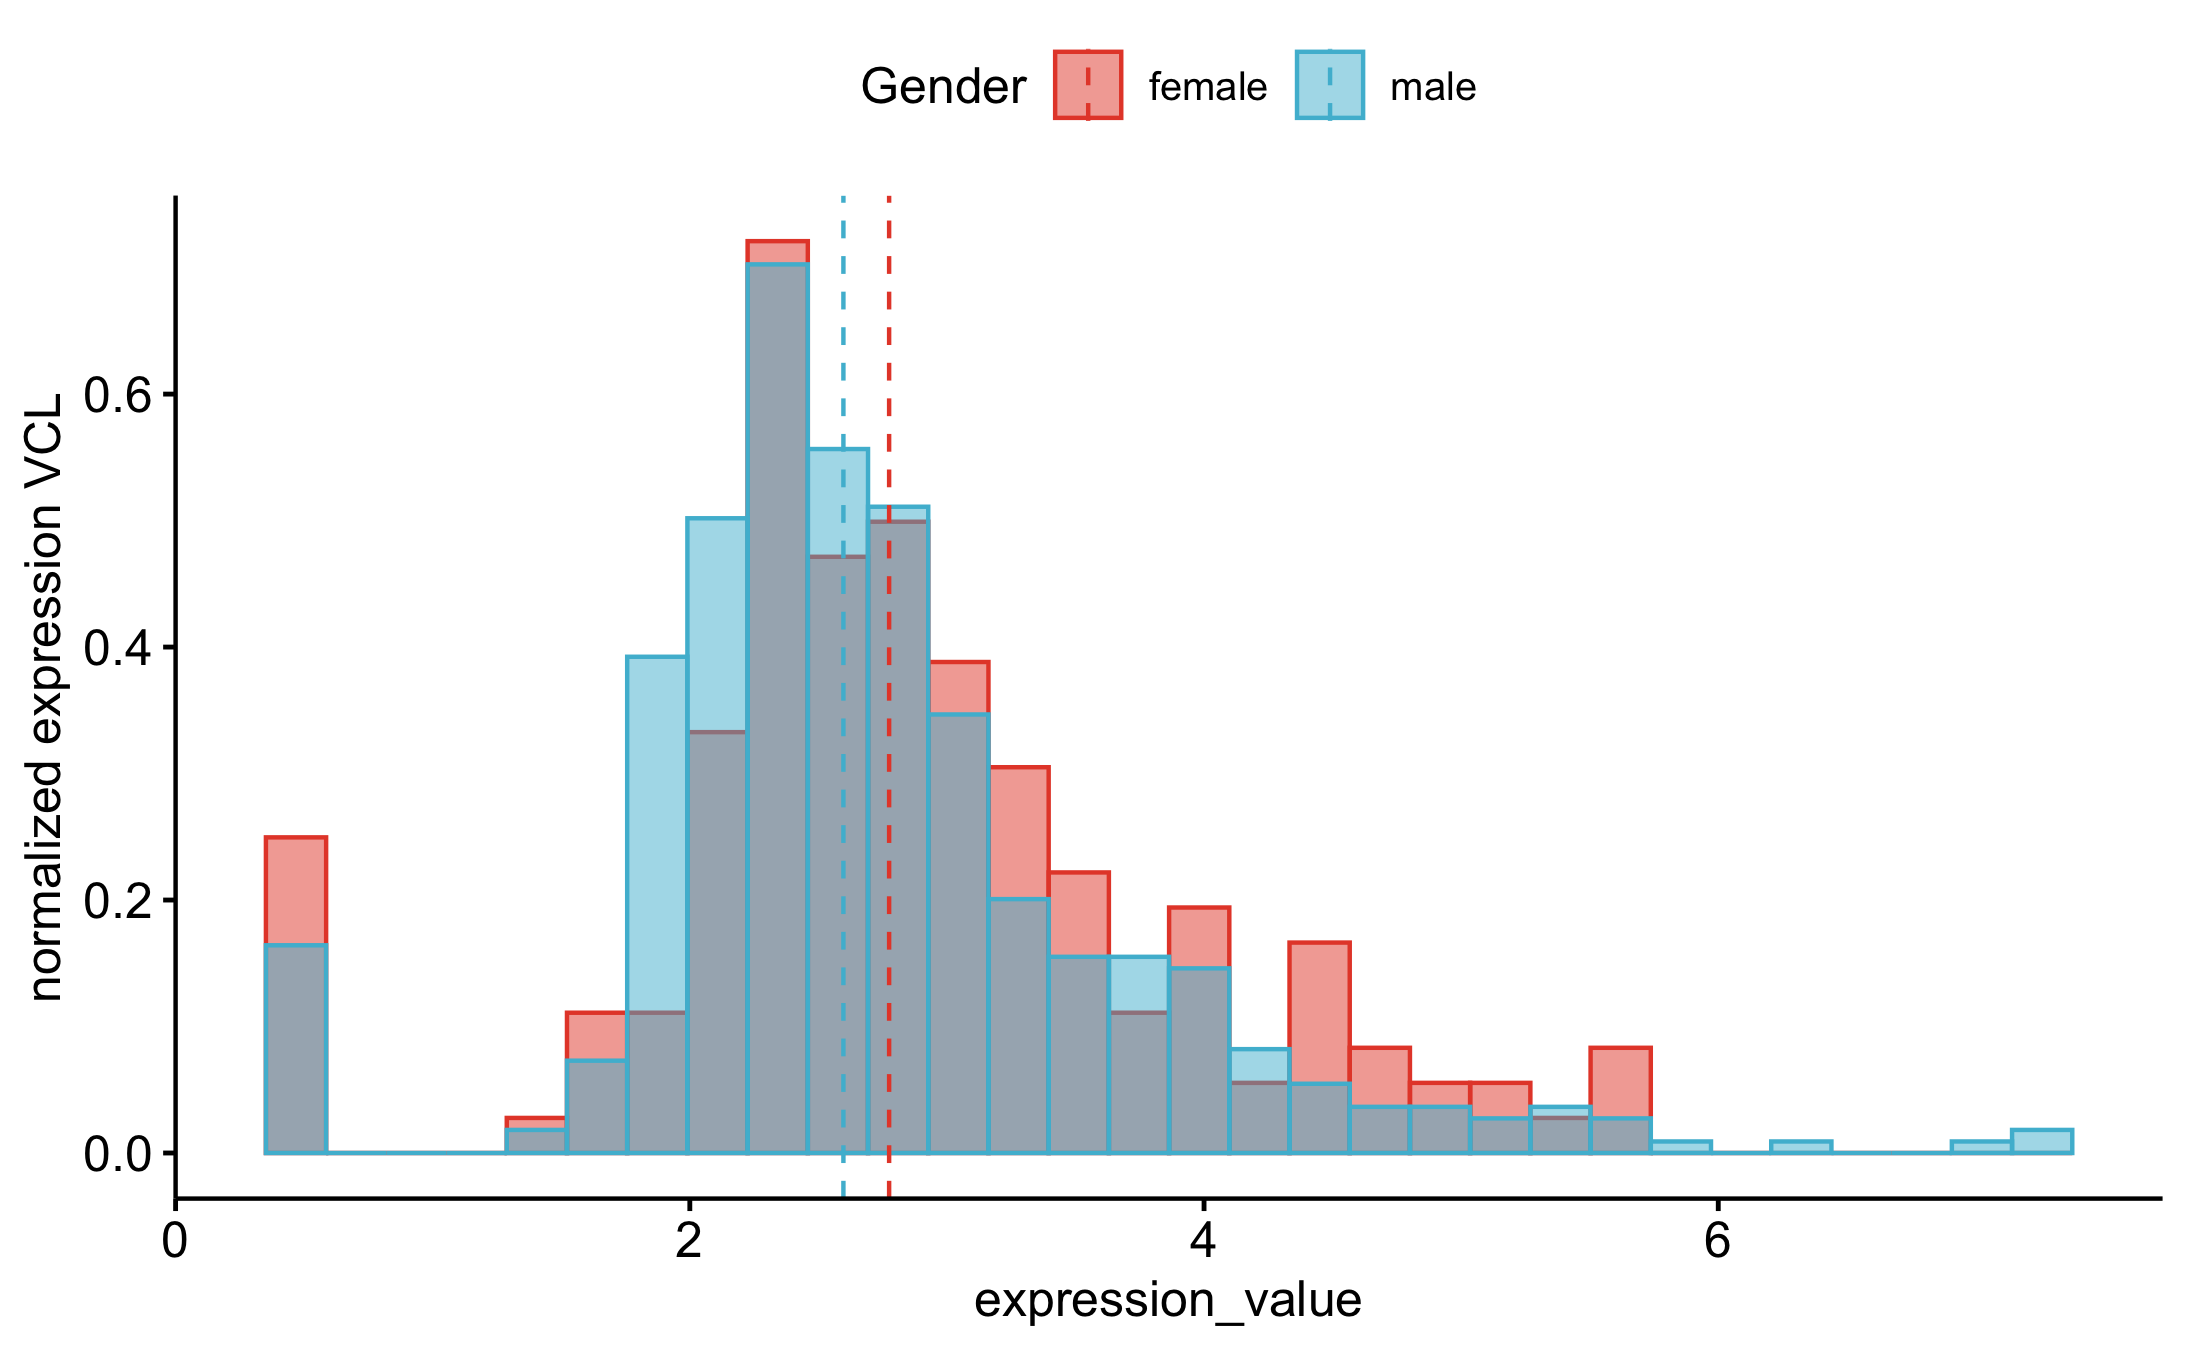 Gender female male
normalized expression VCL
0.6
0.4
0.2
0.0
0 2 4 6
expression_value